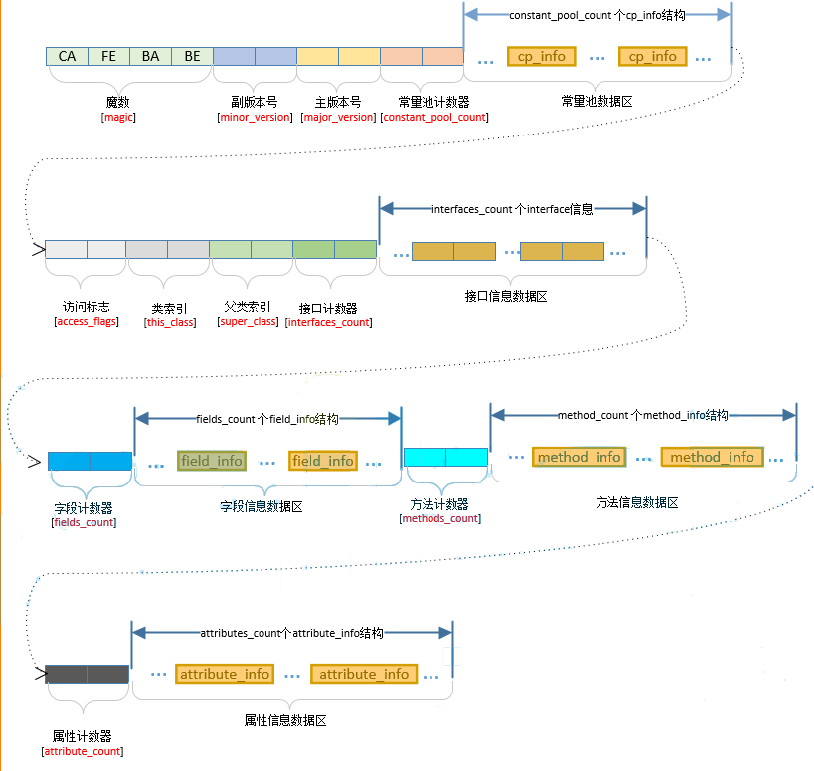 constant_pool_count 个cp_info结构
CA FE BA BE ... cp_info ... cp_info ...
魔数 副版本号 主版本号 常量池计数器 常量池数据区
[magic] [minor_version] [major_version] [constant_pool_count]
interfaces_count 个interface信息
... ... ...
访问标志 类索引 父类索引 接口计数器 接口信息数据区
[access_flags] [this_class] [super_class] [interfaces_count]
fields_count 个field_info结构 method_count 个method_info结构
... field_info ... field_info ... ... method_info ... method_info ...
字段计数器 字段信息数据区 方法计数器 方法信息数据区
[fields_count] [methods_count]
attributes_count个attribute_info结构
... attribute_info ... attribute_info ...
属性计数器 属性信息数据区
[attribute_count]